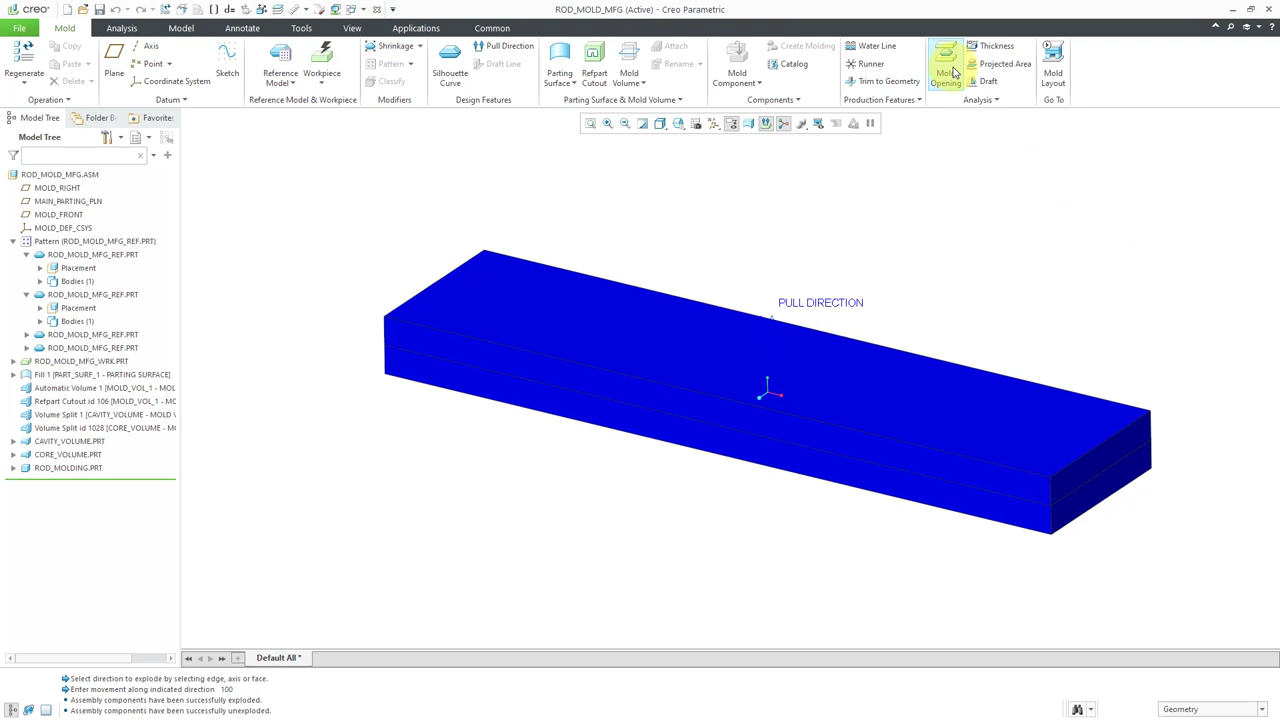 creo
ROD_MOLD_MFG (Active) - Creo Parametric
File Mold Analysis Model Annotate Tools View Applications Common
Regenerate
Copy
Paste
Delete
Operation
Plane
Axis
Point
Coordinate System
Sketch
Datum
Reference Model
Workpiece
Reference Model & Workpiece
Shrinkage
Pattern
Classify
Modifiers
Silhouette Curve
Pull Direction
Draft Line
Design Features
Parting Surface
Refpart Cutout
Mold Volume
Attach
Rename
Parting Surface & Mold Volume
Mold Component
Create Molding
Catalog
Components
Water Line
Runner
Trim to Geometry
Production Features
Mold Opening
Thickness
Projected Area
Draft
Analysis
Mold Layout
Go To
Model Tree Folder B Favorite:
Model Tree
ROD_MOLD_MFG.ASM
MOLD_RIGHT
MAIN_PARTING_PLN
MOLD_FRONT
MOLD_DEF_CSYS
Pattern (ROD_MOLD_MFG_REF.PRT)
ROD_MOLD_MFG_REF.PRT
Placement
Bodies (1)
ROD_MOLD_MFG_REF.PRT
Placement
Bodies (1)
ROD_MOLD_MFG_REF.PRT
ROD_MOLD_MFG_REF.PRT
ROD_MOLD_MFG_WRK.PRT
Fill 1 [PART_SURF_1 - PARTING SURFACE]
Automatic Volume 1 [MOLD_VOL_1 - MOL
Refpart Cutout id 106 [MOLD_VOL_1 - MC
Volume Split 1 [CAVITY_VOLUME - MOLD V
Volume Split id 1028 [CORE_VOLUME - MO
CAVITY_VOLUME.PRT
CORE_VOLUME.PRT
ROD_MOLDING.PRT
PULL DIRECTION
Default All *
Select direction to explode by selecting edge, axis or face.
Enter movement along indicated direction 100
• Assembly components have been successfully exploded.
• Assembly components have been successfully unexploded.
Geometry